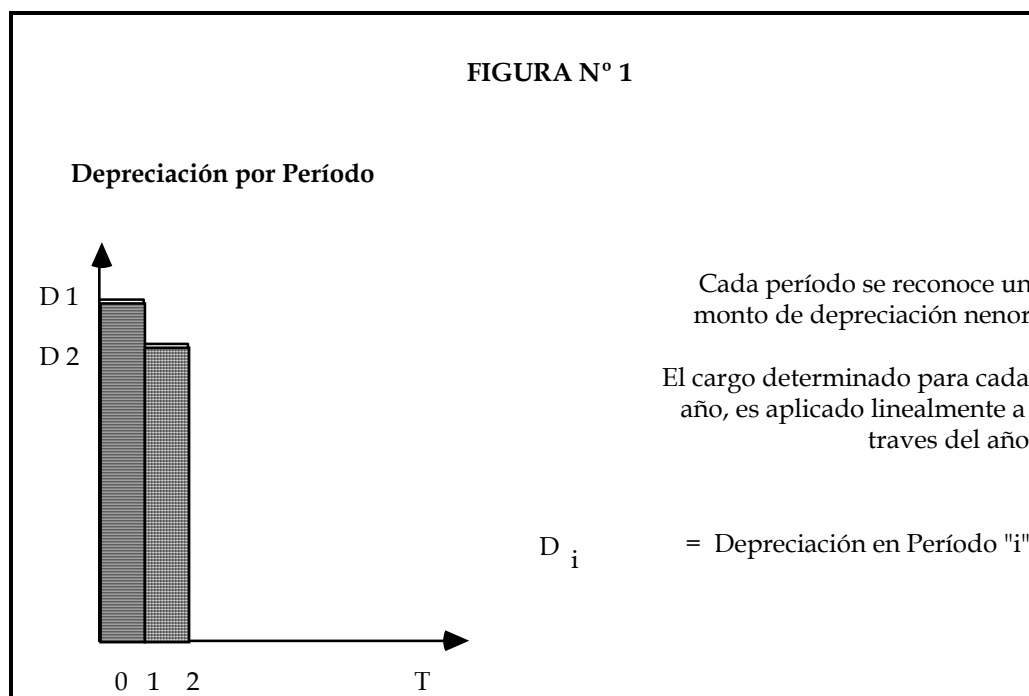 FIGURA Nº 1
Depreciación por Período
D 1
D 2
0 1 2 T
Cada período se reconoce un
monto de depreciación nenor
El cargo determinado para cada
año, es aplicado linealmente a
traves del año
D i = Depreciación en Período "i"